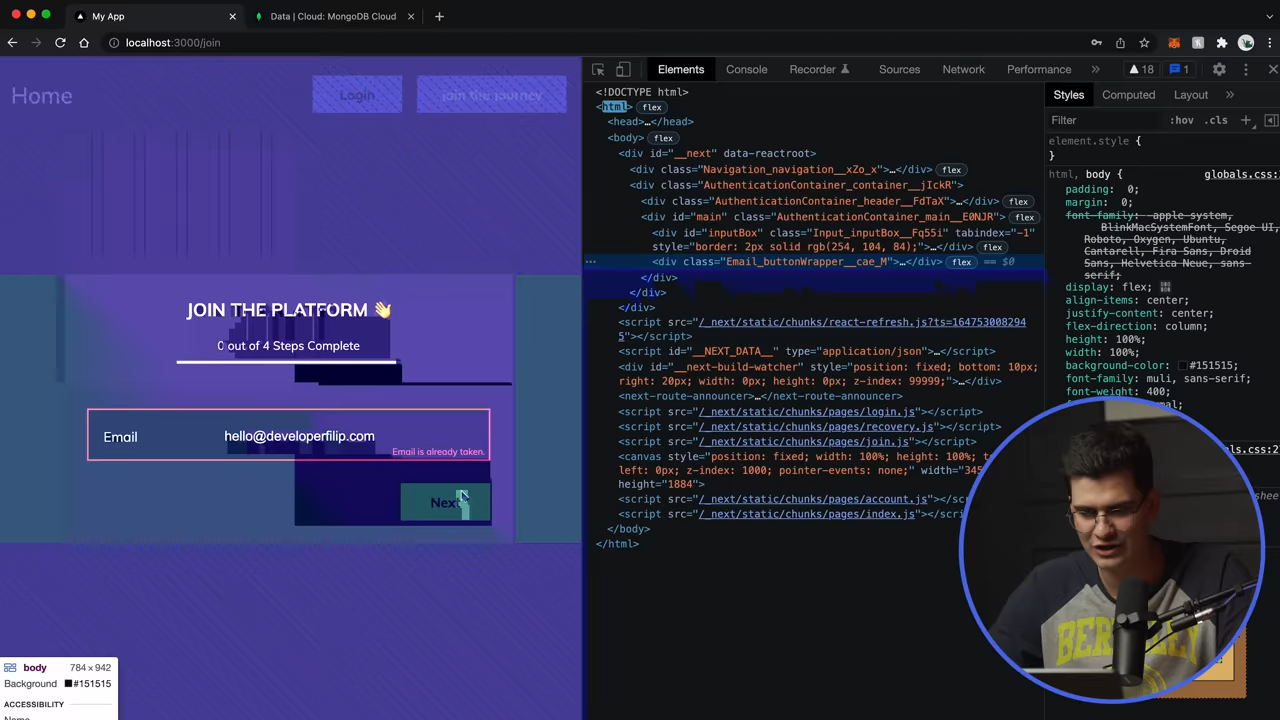 My App
Data | Cloud: MongoDB Cloud
localhost:3000/join
Home
Login
Join the journey
JOIN THE PLATFORM 👋
0 out of 4 Steps Complete
Email
hello@developerfilip.com
Email is already taken.
Next
body
784 × 942
Background
#151515
ACCESSIBILITY
Name
Elements
Console
Recorder
Sources
Network
Performance
18
1
<!DOCTYPE html>
<html> flex
<head>…</head>
<body> flex
<div id="__next" data-reactroot>
<div class="Navigation_navigation__xZo_x">…</div> flex
<div class="AuthenticationContainer_container__jIckR">
<div class="AuthenticationContainer_header__FdTaX">…</div> flex
<div id="main" class="AuthenticationContainer_main__E0NJR"> flex
<div id="inputBox" class="Input_inputBox__Fq55i" tabindex="-1"
style="border: 2px solid rgb(254, 104, 84);">…</div> flex
<div class="Email_buttonWrapper__cae_M">…</div> flex == $0
</div>
</div>
</div>
<script src="/_next/static/chunks/react-refresh.js?ts=164753008294
5"></script>
<script id="__NEXT_DATA__" type="application/json">…</script>
<div id="__next-build-watcher" style="position: fixed; bottom: 10px;
right: 20px; width: 0px; height: 0px; z-index: 99999;">…</div>
<next-route-announcer>…</next-route-announcer>
<script src="/_next/static/chunks/pages/login.js"></script>
<script src="/_next/static/chunks/pages/recovery.js"></script>
<script src="/_next/static/chunks/pages/join.js"></script>
<canvas style="position: fixed; width: 100%; height: 100%; top:
left: 0px; z-index: 1000; pointer-events: none;" width="345
height="1884">
<script src="/_next/static/chunks/pages/account.js"></sc
<script src="/_next/static/chunks/pages/index.js"></scri
</body>
</html>
Styles
Computed
Layout
Filter
:hov
.cls
element.style {
}
html, body {
globals.css:2
padding: 0;
margin: 0;
font-family: -apple-system,
BlinkMacSystemFont, Segoe UI,
Roboto, Oxygen, Ubuntu,
Cantarell, Fira Sans, Droid
Sans, Helvetica Neue, sans-
serif;
display: flex;
align-items: center;
justify-content: center;
flex-direction: column;
height: 100%;
width: 100%;
background-color: #151515;
font-family: muli, sans-serif;
font-weight: 400;
BERKELEY